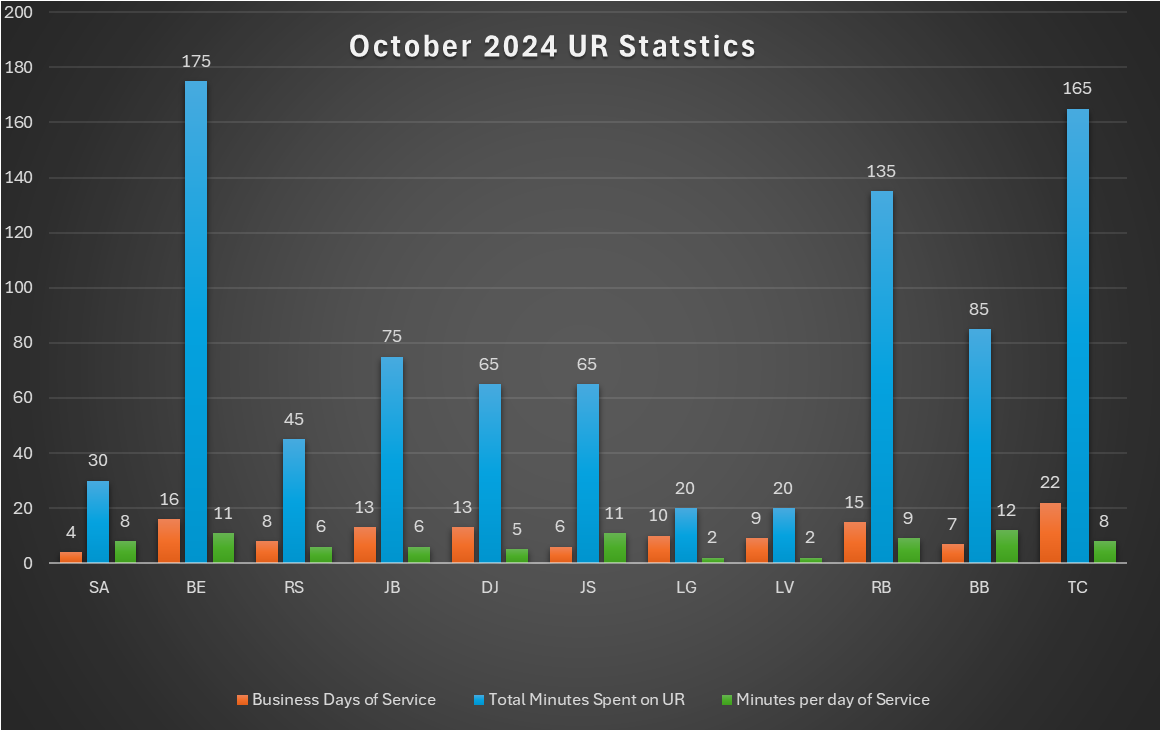 October 2024 UR Statstics
200
180
160
140
120
100
80
60
40
20
0
4 30 8
16 175 11
8 45 6
13 75 6
13 65 5
6 65 11
10 20 2
9 20 2
15 135 9
7 85 12
22 165 8
SA BE RS JB DJ JS LG LV RB BB TC
Business Days of Service Total Minutes Spent on UR Minutes per day of Service